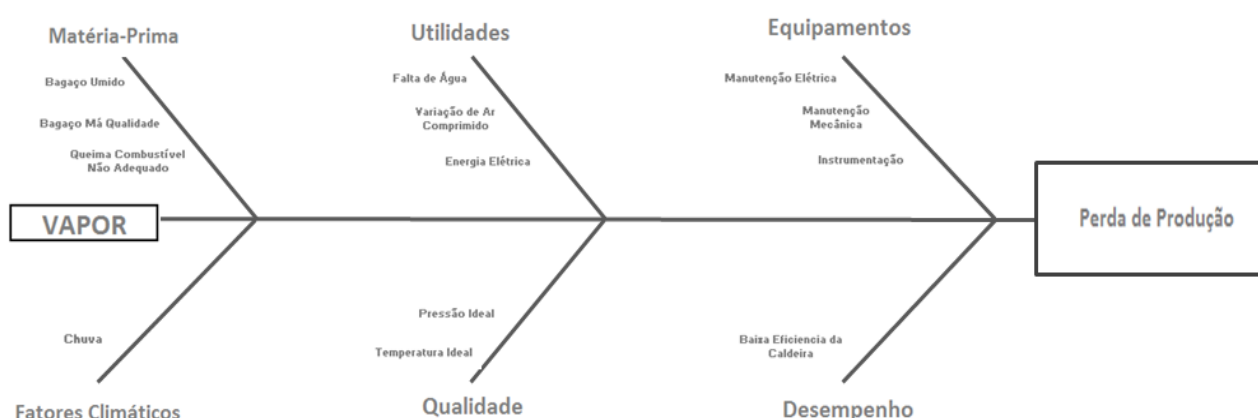 Matéria-Prima
Utilidades
Equipamentos
Bagaço Umido
Bagaço Má Qualidade
Queima Combustível
Não Adequado
Falta de Água
Variação de Ar
Comprimido
Energia Elétrica
Manutenção Elétrica
Manutenção
Mecânica
Instrumentação
VAPOR
Perda de Produção
Chuva
Pressão Ideal
Temperatura Ideal
Baixa Eficiencia da
Caldeira
Fatores Climáticos
Qualidade
Desempenho